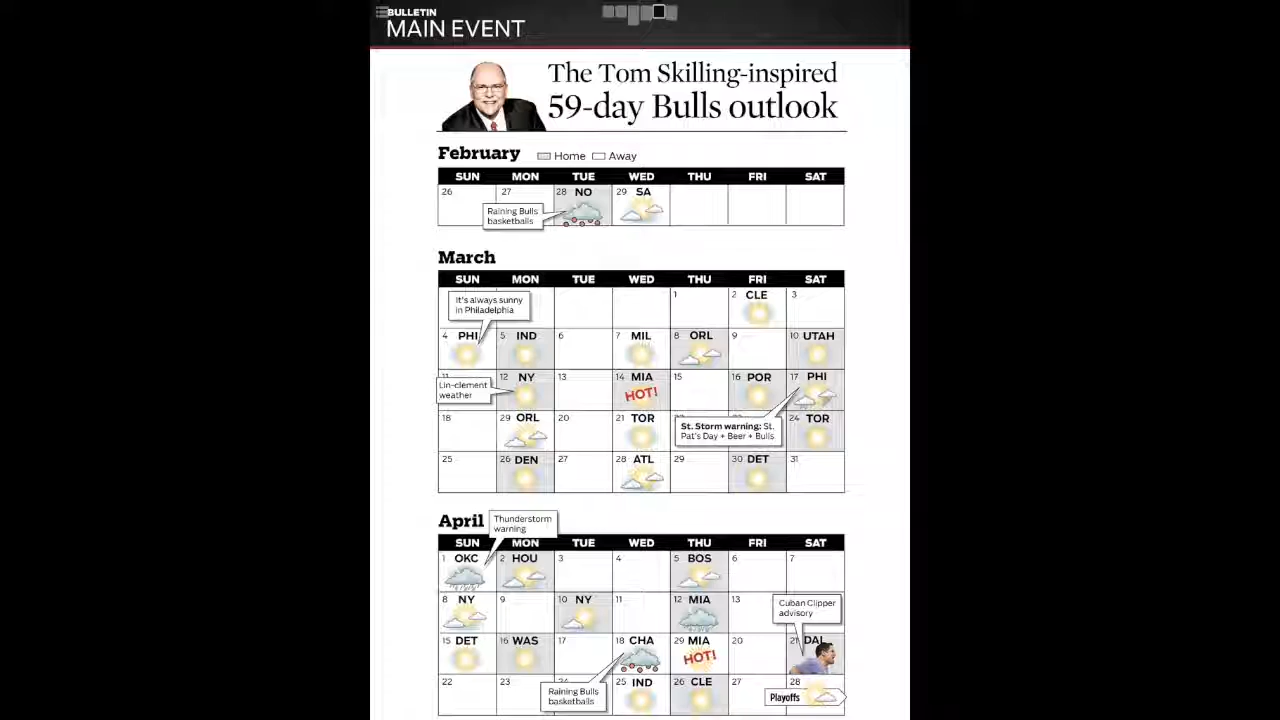 BULLETIN
MAIN EVENT
The Tom Skilling-inspired
59-day Bulls outlook
February Home Away
SUN MON TUE WED THU FRI SAT
26 27 28 NO 29 SA
Raining Bulls
basketballs
March
SUN MON TUE WED THU FRI SAT
1 2 CLE 3
It's always sunny
in Philadelphia
4 PHI 5 IND 6 7 MIL 8 ORL 9 10 UTAH
11 12 NY 13 14 MIA 15 16 POR 17 PHI
HOT!
Lin-clement
weather
18 29 ORL 20 21 TOR 24 TOR
St. Storm warning: St.
Pat's Day + Beer + Bulls
25 26 DEN 27 28 ATL 29 30 DET 31
April
Thunderstorm
warning
SUN MON TUE WED THU FRI SAT
1 OKC 2 HOU 3 4 5 BOS 6 7
8 NY 9 10 NY 11 12 MIA 13
Cuban Clipper
advisory
15 DET 16 WAS 17 18 CHA 29 MIA 20 21 DAL
HOT!
22 23 25 IND 26 CLE 27 28
Raining Bulls
basketballs
Playoffs